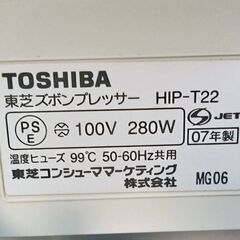 TOSHIBA
東芝ズボンプレッサー HIP-T22
PS E 100V 280W S JET
温度ヒューズ 99℃ 50-60Hz共用 07年製
東芝コンシューママーケティング
株式会社 MG06